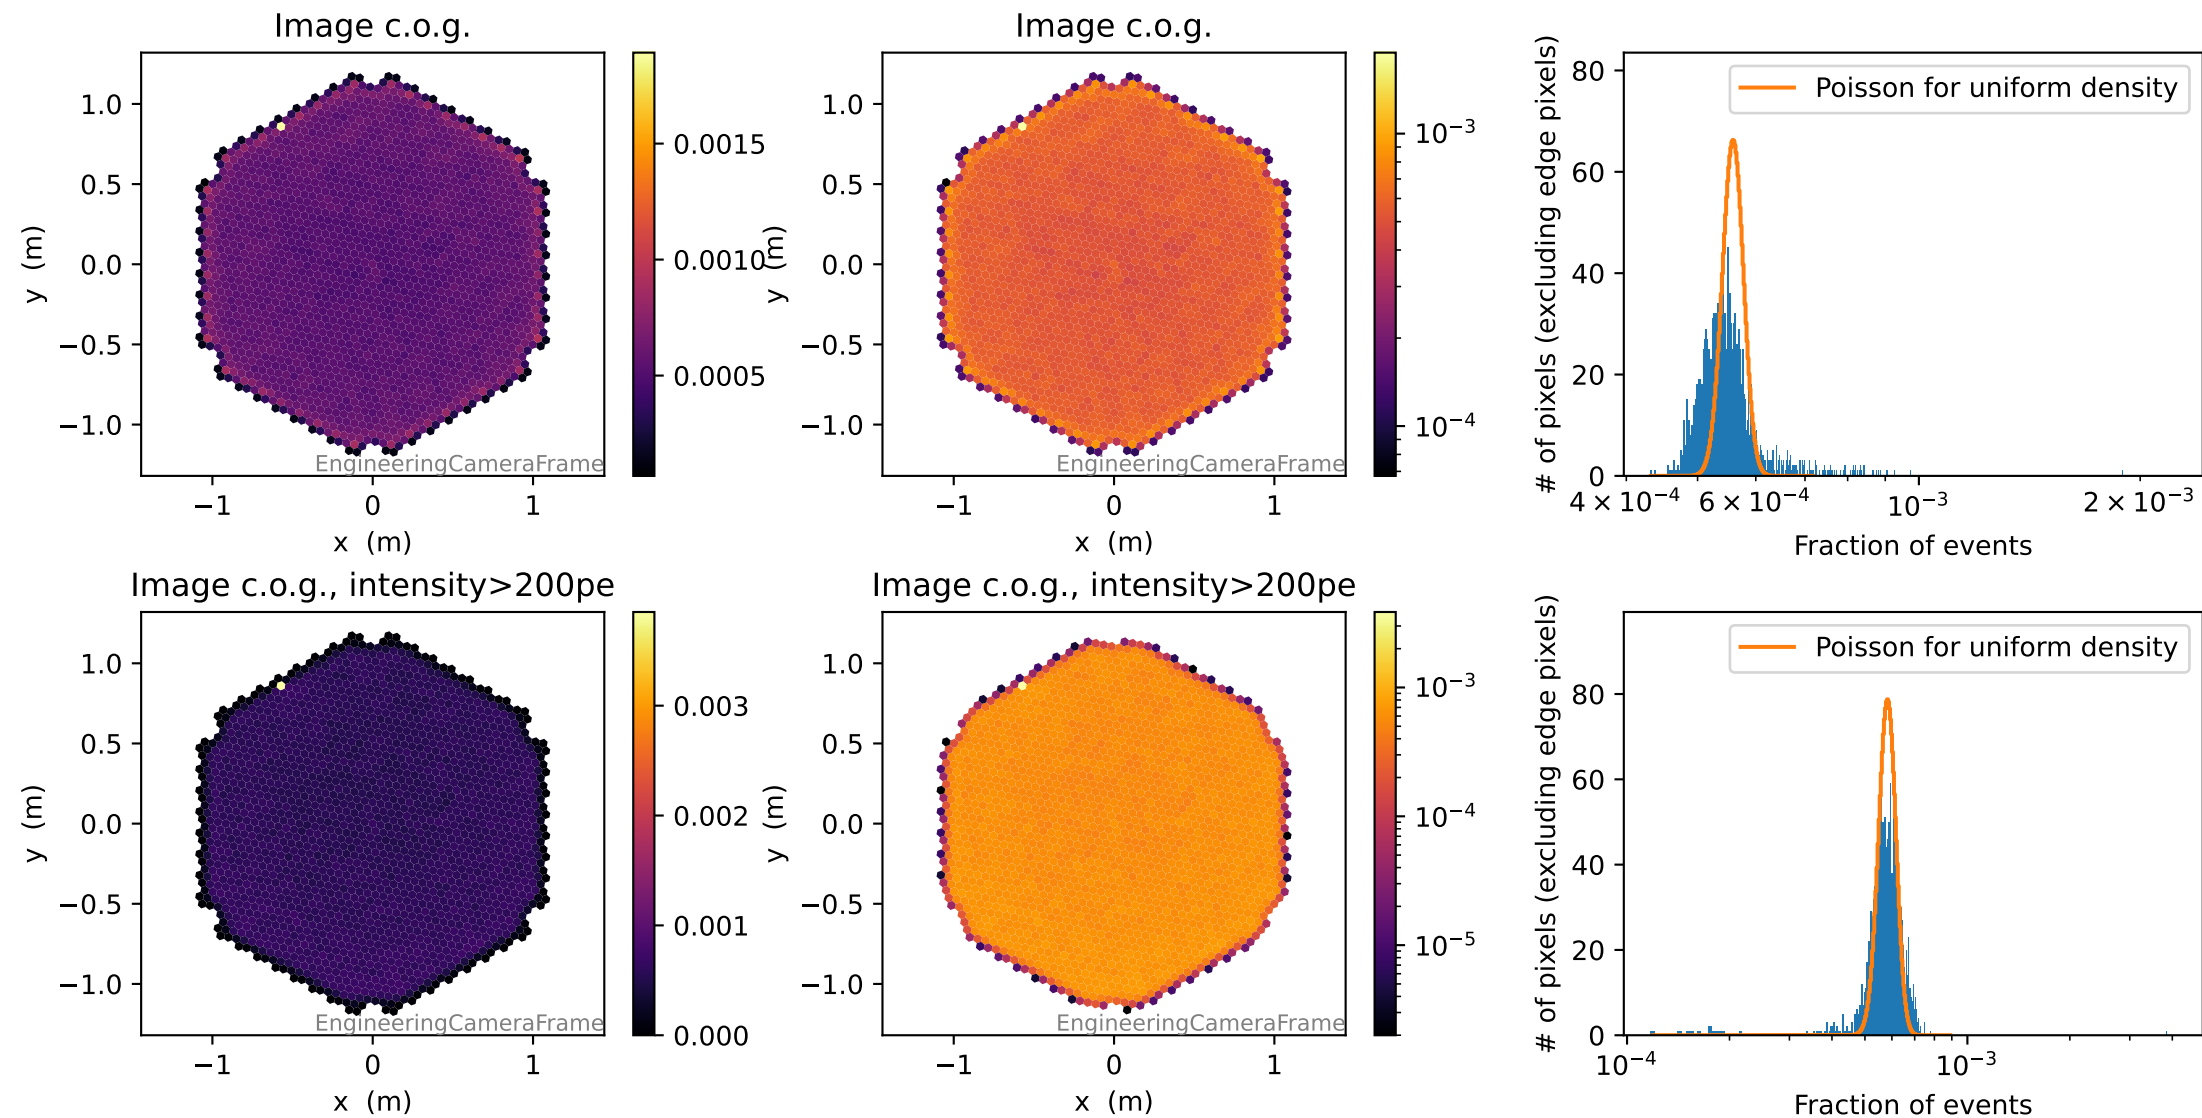 Image c.o.g.
1.0
0.5
0.0
−0.5
−1.0
y (m)
−1
0
1
x (m)
EngineeringCameraFrame
0.0015
0.0010
0.0005
Image c.o.g.
1.0
0.5
0.0
−0.5
−1.0
y (m)
−1
0
1
x (m)
EngineeringCameraFrame
10⁻³
10⁻⁴
Poisson for uniform density
# of pixels (excluding edge pixels)
80
60
40
20
0
4 × 10⁻⁴
6 × 10⁻⁴
10⁻³
2 × 10⁻³
Fraction of events
Image c.o.g., intensity>200pe
1.0
0.5
0.0
−0.5
−1.0
y (m)
−1
0
1
x (m)
EngineeringCameraFrame
0.003
0.002
0.001
0.000
Image c.o.g., intensity>200pe
1.0
0.5
0.0
−0.5
−1.0
y (m)
−1
0
1
x (m)
EngineeringCameraFrame
10⁻³
10⁻⁴
10⁻⁵
Poisson for uniform density
# of pixels (excluding edge pixels)
80
60
40
20
0
10⁻⁴
10⁻³
Fraction of events